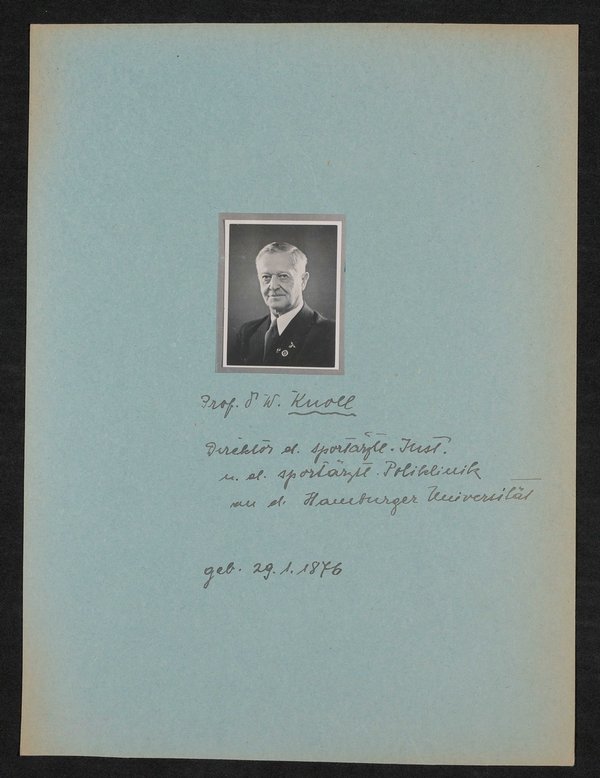 Prof. Dr W. Knoll
Direktor d. sportärztl. Inst.
u. d. sportärztl. Poliklinik
an d. Hamburger Universität
geb. 29.1.1876